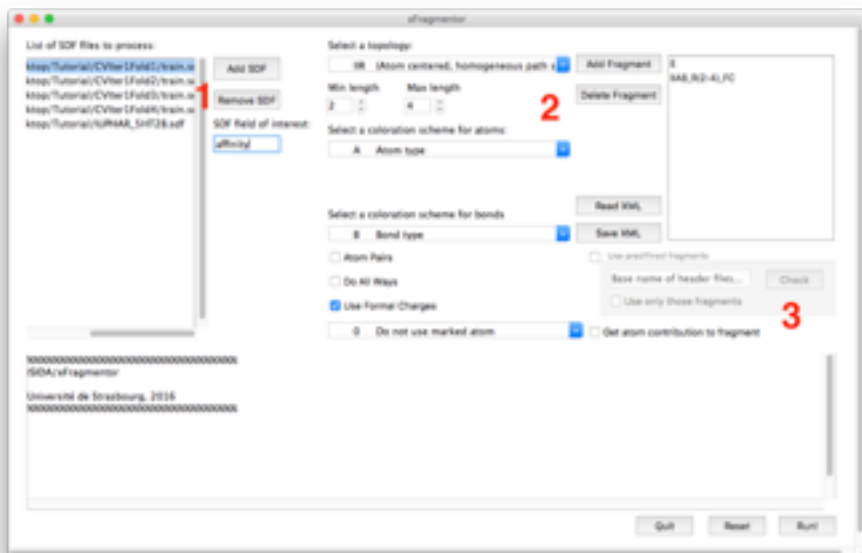 xFragmentor
List of SDF files to process:
ktop/Tutorial/CVIter1Fold1/train.s
ktop/Tutorial/CVIter1Fold2/train.s
ktop/Tutorial/CVIter1Fold3/train.s
ktop/Tutorial/CVIter1Fold4/train.s
ktop/Tutorial/IUPHAR_5HT2B.sdf
Add SDF
1
Remove SDF
SDF field of interest:
affinity
Select a topology:
IIR (Atom centered, homogeneous path
Min length Max length
2 4
2
Select a coloration scheme for atoms:
A Atom type
Select a coloration scheme for bonds
B Bond type
Atom Pairs
Do All Ways
Use Formal Charges
0 Do not use marked atom
Add Fragment
Delete Fragment
E
IIAB_R(2-4)_FC
Read XML
Save XML
Use predifined fragments
Base name of header files...
Check
Use only those fragments
3
Get atom contribution to fragment
ISIDA/xFragmentor
Université de Strasbourg, 2016
Quit Reset Run!